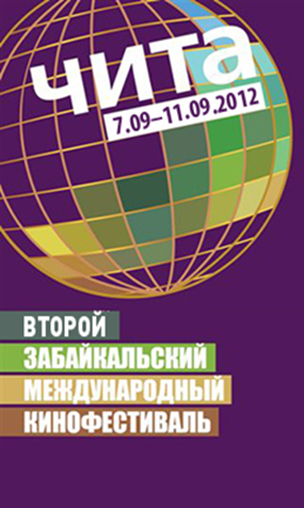 чита
7.09–11.09.2012
ВТОРОЙ
ЗАБАЙКАЛЬСКИЙ
МЕЖДУНАРОДНЫЙ
КИНОФЕСТИВАЛЬ